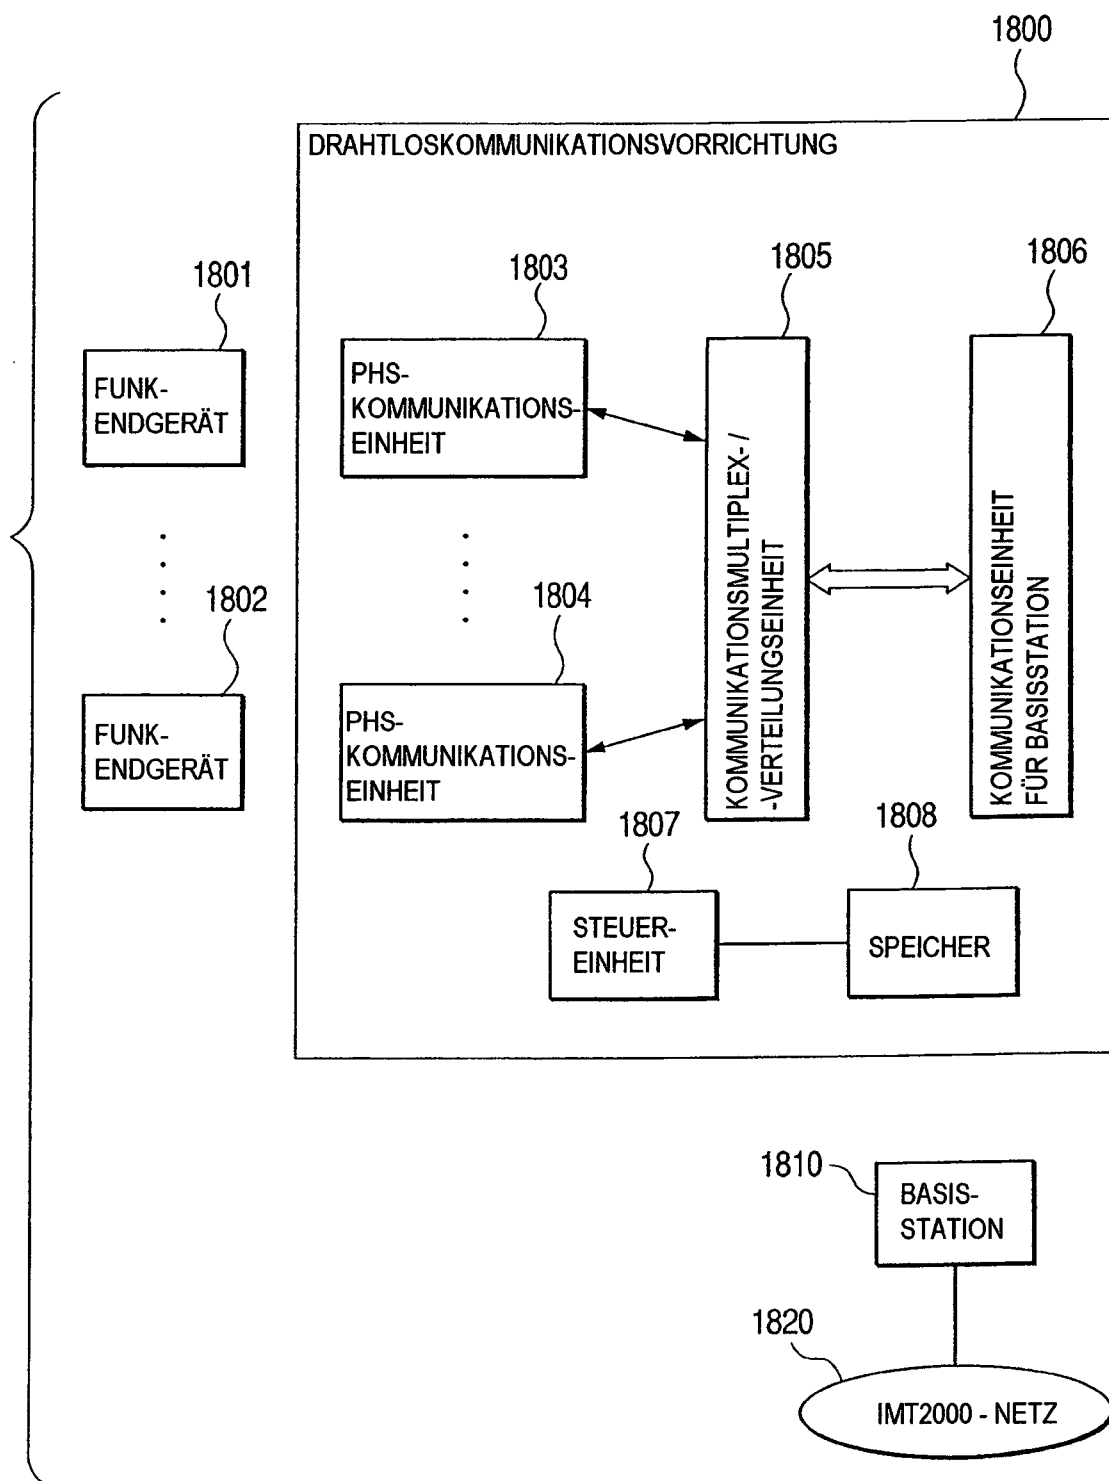 1800
DRAHTLOSKOMMUNIKATIONSVORRICHTUNG
1801
1803
1805
1806
FUNK-
ENDGERÄT
PHS-
KOMMUNIKATIONS-
EINHEIT
KOMMUNIKATIONSMULTIPLEX- /
-VERTEILUNGSEINHEIT
KOMMUNIKATIONSEINHEIT
FÜR BASISSTATION
1802
1804
FUNK-
ENDGERÄT
PHS-
KOMMUNIKATIONS-
EINHEIT
1807
1808
STEUER-
EINHEIT
SPEICHER
1810
BASIS-
STATION
1820
IMT2000 - NETZ